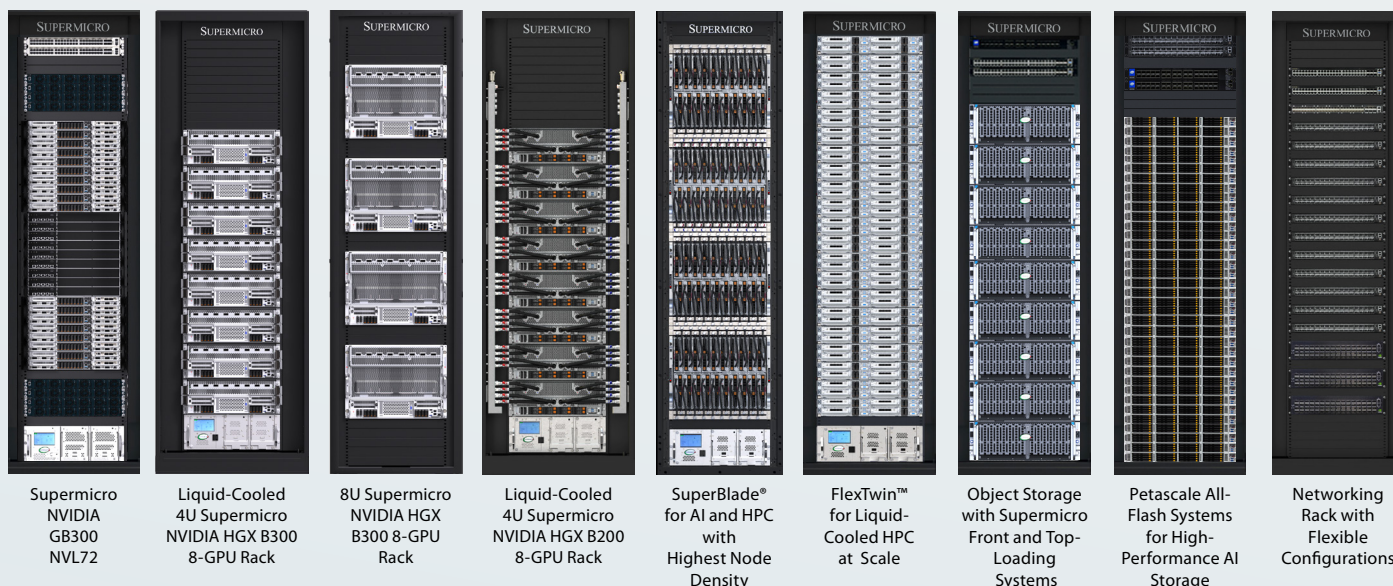 SUPERMICRO
SUPERMICRO
SUPERMICRO
SUPERMICRO
SUPERMICRO
SUPERMICRO
SUPERMICRO
SUPERMICRO
SUPERMICRO
Supermicro
NVIDIA
GB300
NVL72
Liquid-Cooled
4U Supermicro
NVIDIA HGX B300
8-GPU Rack
8U Supermicro
NVIDIA HGX
B300 8-GPU
Rack
Liquid-Cooled
4U Supermicro
NVIDIA HGX B200
8-GPU Rack
SuperBlade®
for AI and HPC
with
Highest Node
Density
FlexTwin™
for Liquid-
Cooled HPC
at Scale
Object Storage
with Supermicro
Front and Top-
Loading
Systems
Petascale All-
Flash Systems
for High-
Performance AI
Storage
Networking
Rack with
Flexible
Configurations